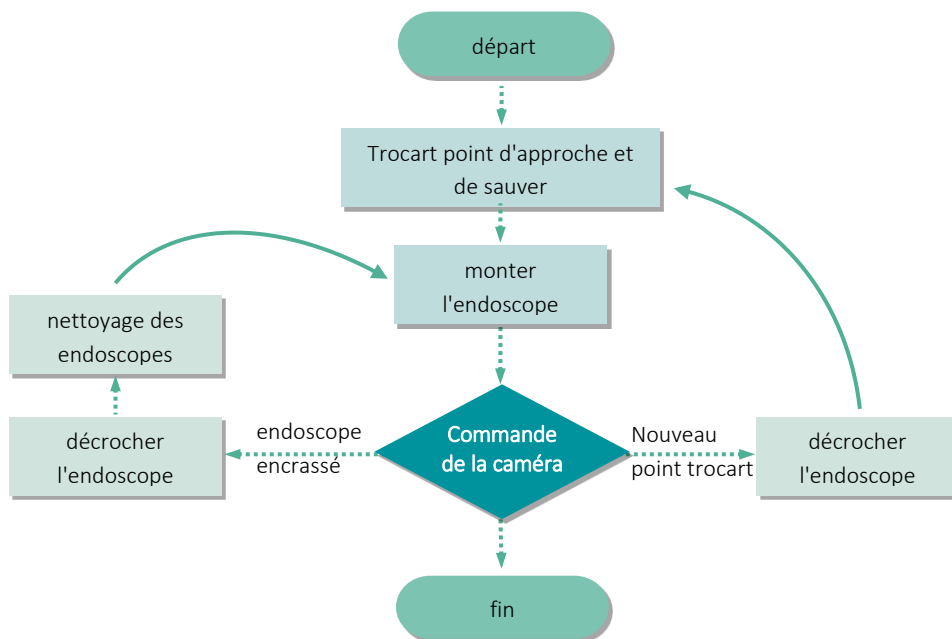 départ
Trocart point d'approche et
de sauver
monter
l'endoscope
nettoyage des
endoscopes
décrocher
l'endoscope
endoscope
encrassé
Commande
de la caméra
Nouveau
point trocart
décrocher
l'endoscope
fin